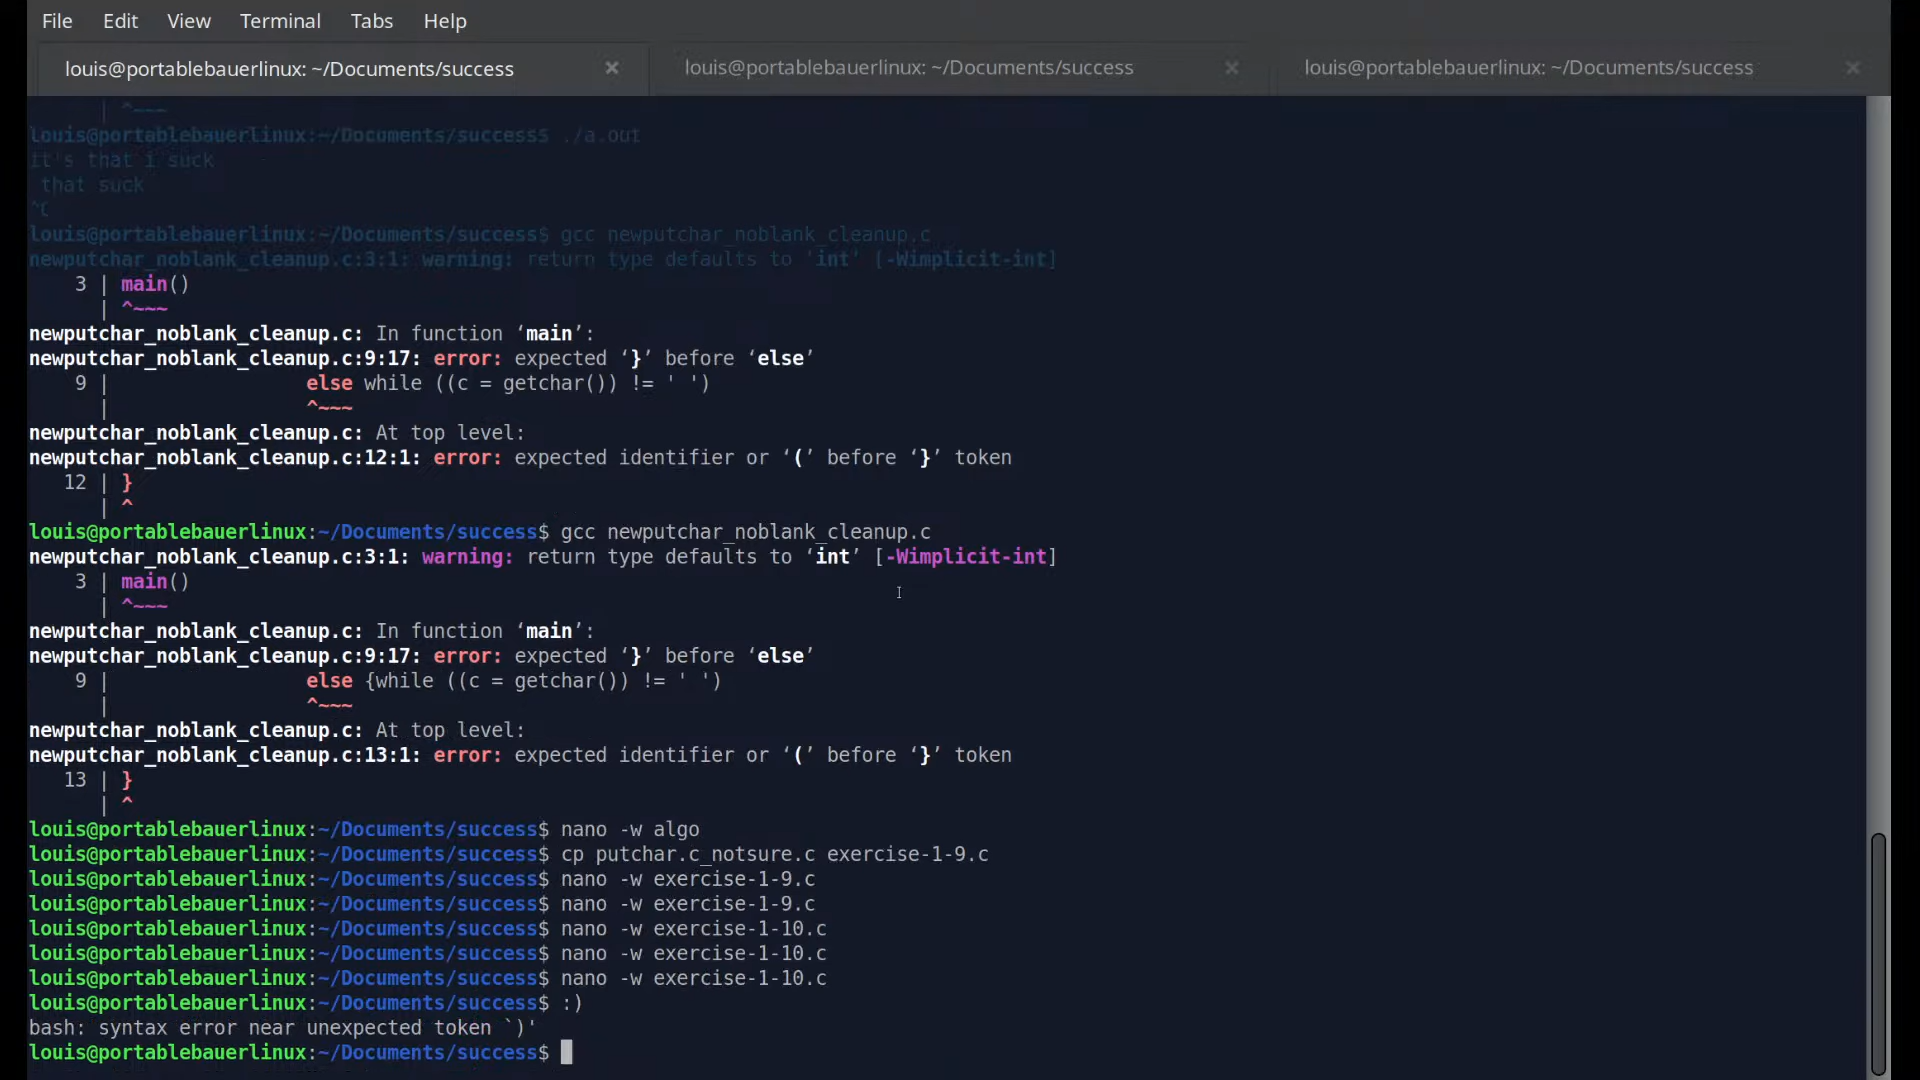 File Edit View Terminal Tabs Help
louis@portablebauerlinux: ~/Documents/success × louis@portablebauerlinux: ~/Documents/success × louis@portablebauerlinux: ~/Documents/success ×
| ^~~~
louis@portablebauerlinux:~/Documents/success$ ./a.out
it's that i suck
 that suck
^C
louis@portablebauerlinux:~/Documents/success$ gcc newputchar_noblank_cleanup.c
newputchar_noblank_cleanup.c:3:1: warning: return type defaults to ‘int’ [-Wimplicit-int]
    3 | main()
      | ^~~~
newputchar_noblank_cleanup.c: In function ‘main’:
newputchar_noblank_cleanup.c:9:17: error: expected ‘}’ before ‘else’
    9 |                 else while ((c = getchar()) != ' ')
      |                 ^~~~
newputchar_noblank_cleanup.c: At top level:
newputchar_noblank_cleanup.c:12:1: error: expected identifier or ‘(’ before ‘}’ token
   12 | }
      | ^
louis@portablebauerlinux:~/Documents/success$ gcc newputchar_noblank_cleanup.c
newputchar_noblank_cleanup.c:3:1: warning: return type defaults to ‘int’ [-Wimplicit-int]
    3 | main()
      | ^~~~
newputchar_noblank_cleanup.c: In function ‘main’:
newputchar_noblank_cleanup.c:9:17: error: expected ‘}’ before ‘else’
    9 |                 else {while ((c = getchar()) != ' ')
      |                 ^~~~
newputchar_noblank_cleanup.c: At top level:
newputchar_noblank_cleanup.c:13:1: error: expected identifier or ‘(’ before ‘}’ token
   13 | }
      | ^
louis@portablebauerlinux:~/Documents/success$ nano -w algo
louis@portablebauerlinux:~/Documents/success$ cp putchar.c_notsure.c exercise-1-9.c
louis@portablebauerlinux:~/Documents/success$ nano -w exercise-1-9.c
louis@portablebauerlinux:~/Documents/success$ nano -w exercise-1-9.c
louis@portablebauerlinux:~/Documents/success$ nano -w exercise-1-10.c
louis@portablebauerlinux:~/Documents/success$ nano -w exercise-1-10.c
louis@portablebauerlinux:~/Documents/success$ nano -w exercise-1-10.c
louis@portablebauerlinux:~/Documents/success$ :)
bash: syntax error near unexpected token `)'
louis@portablebauerlinux:~/Documents/success$